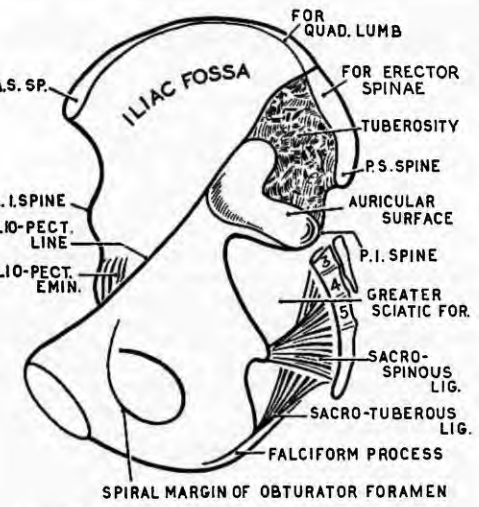 FOR
QUAD. LUMB
ILIAC FOSSA
.S. SP.
FOR ERECTOR
SPINAE
TUBEROSITY
P.S. SPINE
. I. SPINE
AURICULAR
SURFACE
IO-PECT.
LINE
P.I. SPINE
3
IO-PECT.
EMIN.
4
GREATER
SCIATIC FOR.
5
SACRO-
SPINOUS
LIG.
SACRO-TUBEROUS
LIG.
FALCIFORM PROCESS
SPIRAL MARGIN OF OBTURATOR FORAMEN